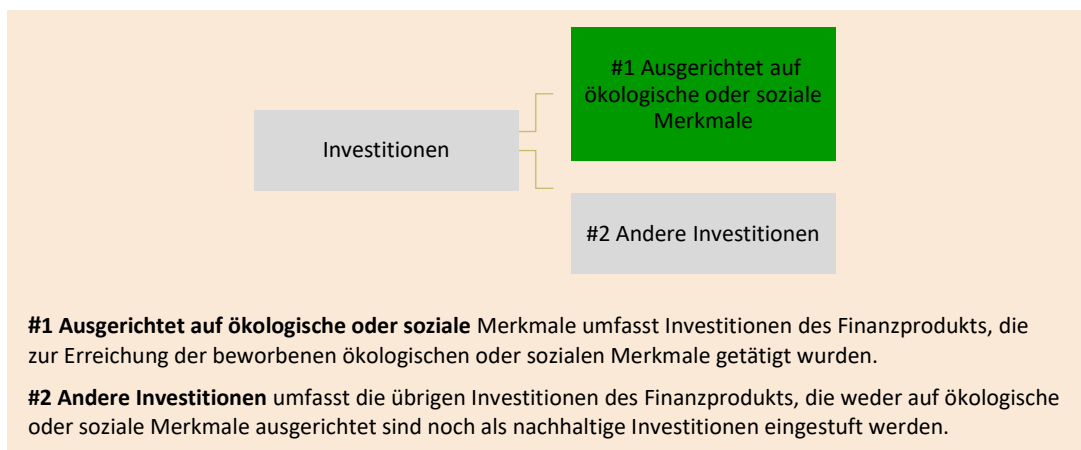 #1 Ausgerichtet auf
ökologische oder soziale
Merkmale
Investitionen
#2 Andere Investitionen
#1 Ausgerichtet auf ökologische oder soziale Merkmale umfasst Investitionen des Finanzprodukts, die
zur Erreichung der beworbenen ökologischen oder sozialen Merkmale getätigt wurden.
#2 Andere Investitionen umfasst die übrigen Investitionen des Finanzprodukts, die weder auf ökologische
oder soziale Merkmale ausgerichtet sind noch als nachhaltige Investitionen eingestuft werden.